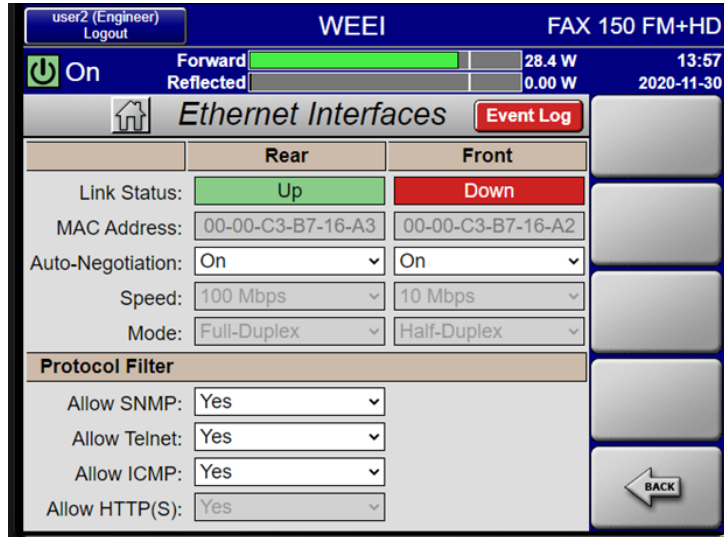 user2 (Engineer)
Logout
WEEI
FAX 150 FM+HD
On
Forward 28.4 W
Reflected 0.00 W
13:57
2020-11-30
Ethernet Interfaces
Event Log
Rear Front
Link Status: Up Down
MAC Address: 00-00-C3-B7-16-A3 00-00-C3-B7-16-A2
Auto-Negotiation: On On
Speed: 100 Mbps 10 Mbps
Mode: Full-Duplex Half-Duplex
Protocol Filter
Allow SNMP: Yes
Allow Telnet: Yes
Allow ICMP: Yes
Allow HTTP(S): Yes
BACK